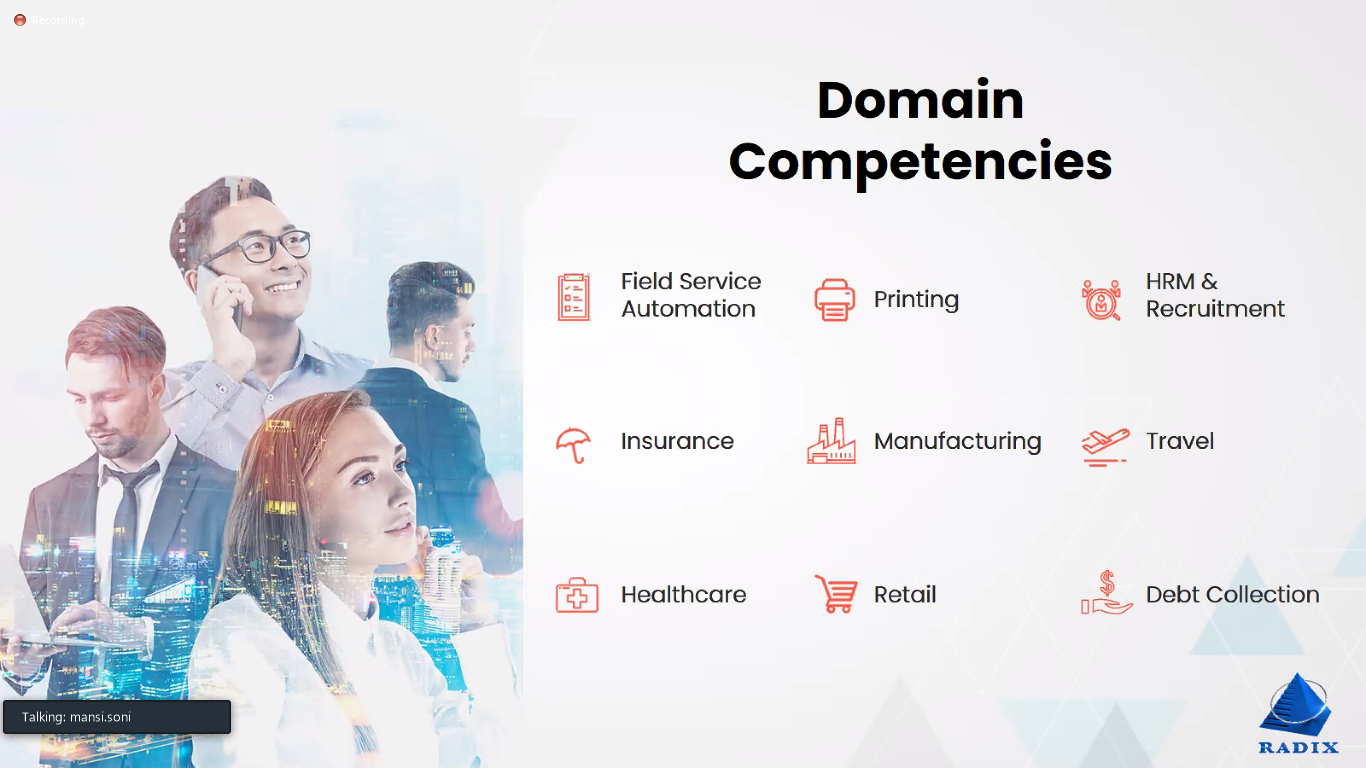 Recording
Domain
Competencies
Field Service
Automation
Printing
HRM &
Recruitment
Insurance
Manufacturing
Travel
Healthcare
Retail
Debt Collection
Talking: mansi.soni
RADIX